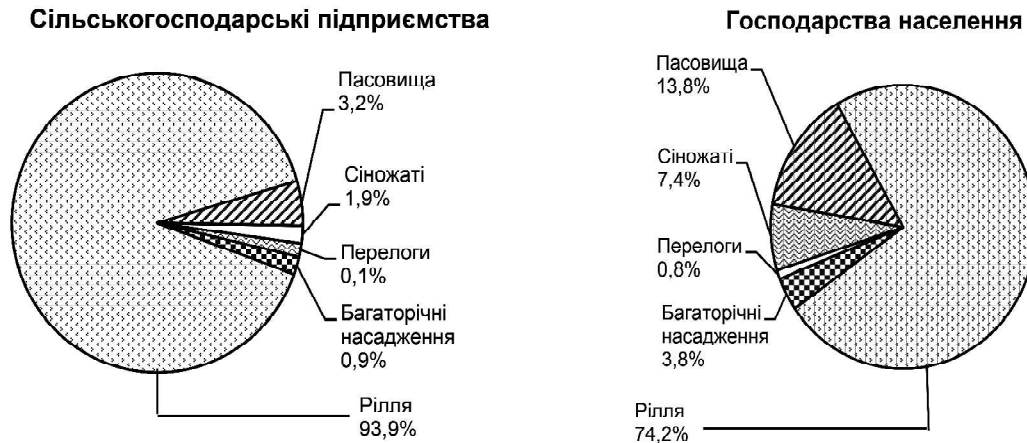 Сільськогосподарські підприємства
Пасовища
3,2%
Сіножаті
1,9%
Перелоги
0,1%
Багаторічні
насадження
0,9%
Рілля
93,9%
Господарства населення
Пасовища
13,8%
Сіножаті
7,4%
Перелоги
0,8%
Багаторічні
насадження
3,8%
Рілля
74,2%